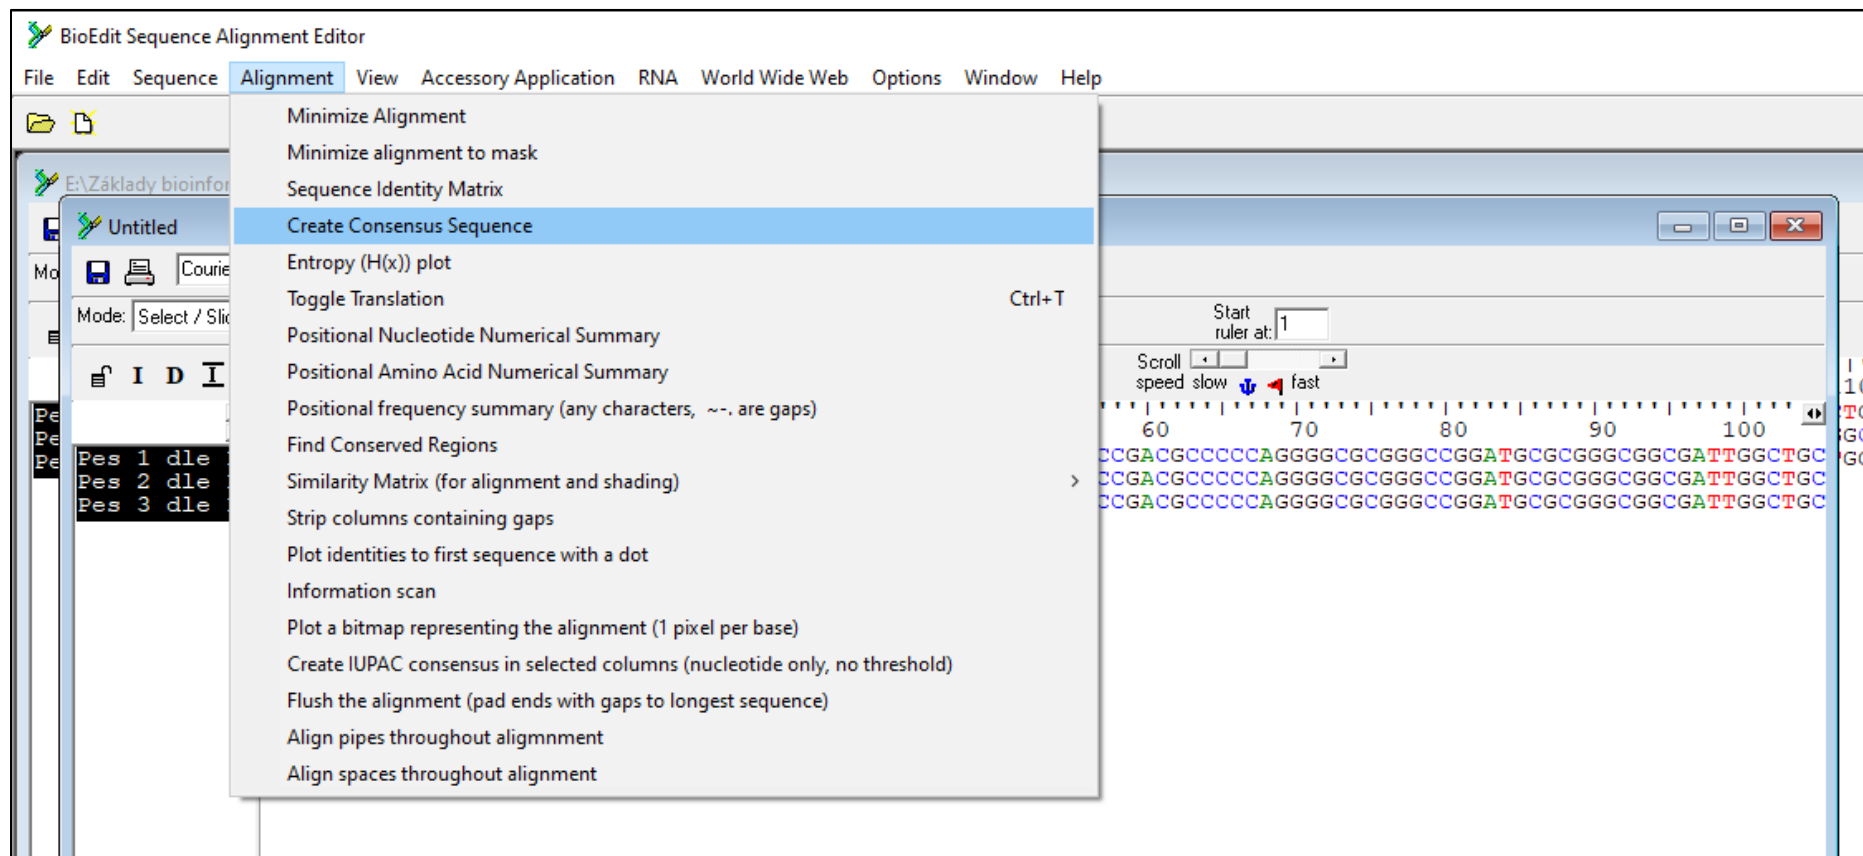 BioEdit Sequence Alignment Editor
File Edit Sequence Alignment View Accessory Application RNA World Wide Web Options Window Help
Minimize Alignment
Minimize alignment to mask
E:\Základy bioinfor
Sequence Identity Matrix
Untitled
Create Consensus Sequence
Mo
Courie
Entropy (H(x)) plot
Toggle Translation Ctrl+T
Mode: Select / Slid
Start
ruler at: 1
Positional Nucleotide Numerical Summary
I D I
Positional Amino Acid Numerical Summary
Scroll
speed slow fast
Positional frequency summary (any characters, ~-. are gaps)
60 70 80 90 100
Find Conserved Regions
Pes 1 dle
CCGACGCCCCCAGGGGCGCGGGCCGGATGCGCGGGCGGCGATTGGCTGC
Similarity Matrix (for alignment and shading) >
Pes 2 dle
CCGACGCCCCCAGGGGCGCGGGCCGGATGCGCGGGCGGCGATTGGCTGC
Pes 3 dle
CCGACGCCCCCAGGGGCGCGGGCCGGATGCGCGGGCGGCGATTGGCTGC
Strip columns containing gaps
Plot identities to first sequence with a dot
Information scan
Plot a bitmap representing the alignment (1 pixel per base)
Create IUPAC consensus in selected columns (nucleotide only, no threshold)
Flush the alignment (pad ends with gaps to longest sequence)
Align pipes throughout aligmnment
Align spaces throughout alignment
Pe
Pe
Pe